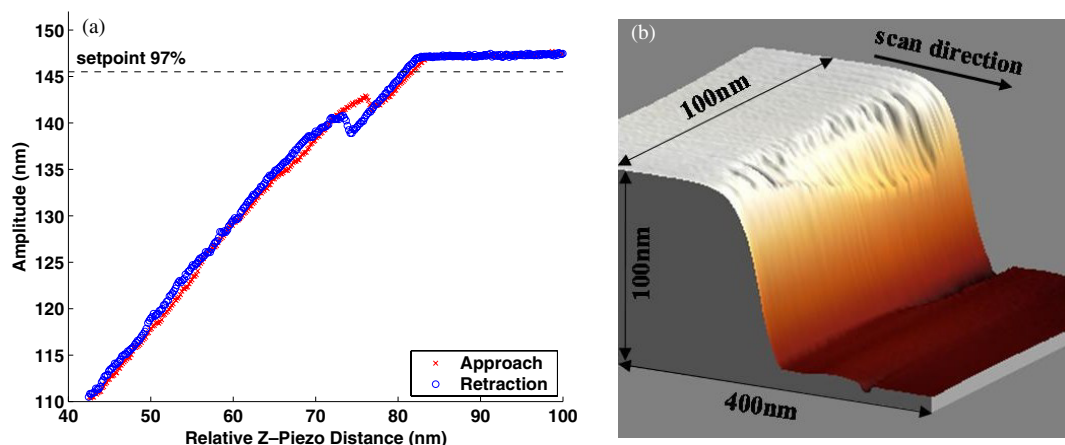 (a)
150
145
140
135
130
125
120
115
110
Amplitude (nm)
setpoint 97%
Approach
Retraction
40 50 60 70 80 90 100
Relative Z–Piezo Distance (nm)
(b)
scan direction
100nm
100nm
400nm